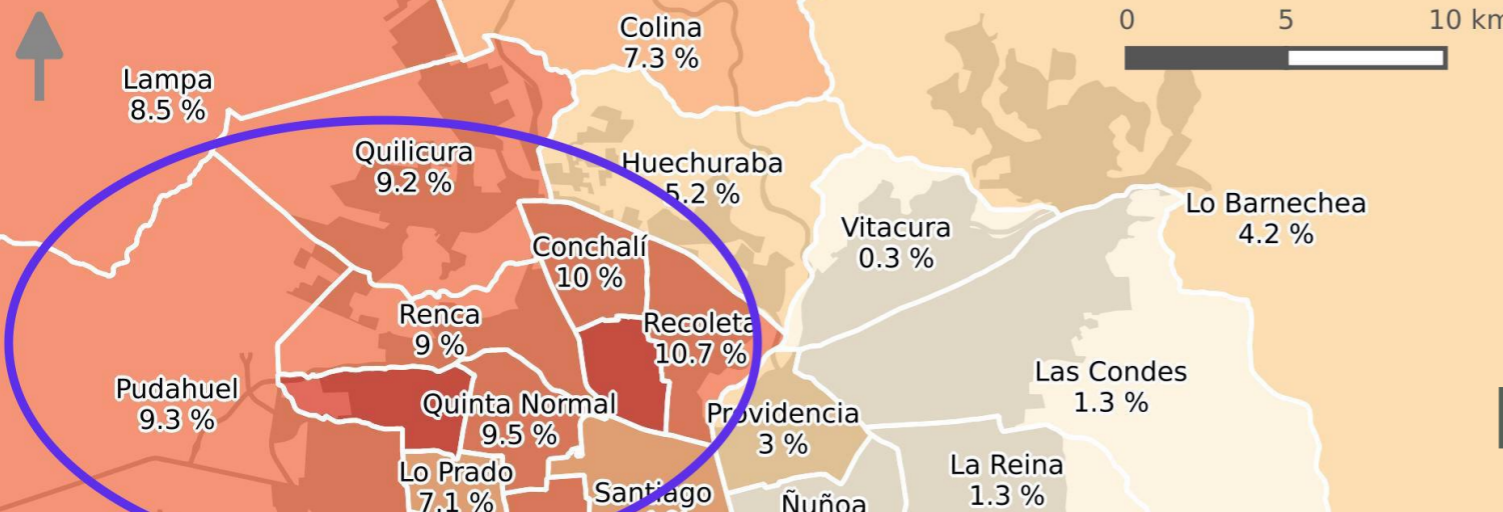 0 5 10 km
Colina
7.3 %
Lampa
8.5 %
Quilicura
9.2 %
Huechuraba
5.2 %
Lo Barnechea
4.2 %
Vitacura
0.3 %
Conchalí
10 %
Renca
9 %
Recoleta
10.7 %
Pudahuel
9.3 %
Quinta Normal
9.5 %
Las Condes
1.3 %
Providencia
3 %
Lo Prado
7.1 %
La Reina
1.3 %
Santiago
Ñuñoa